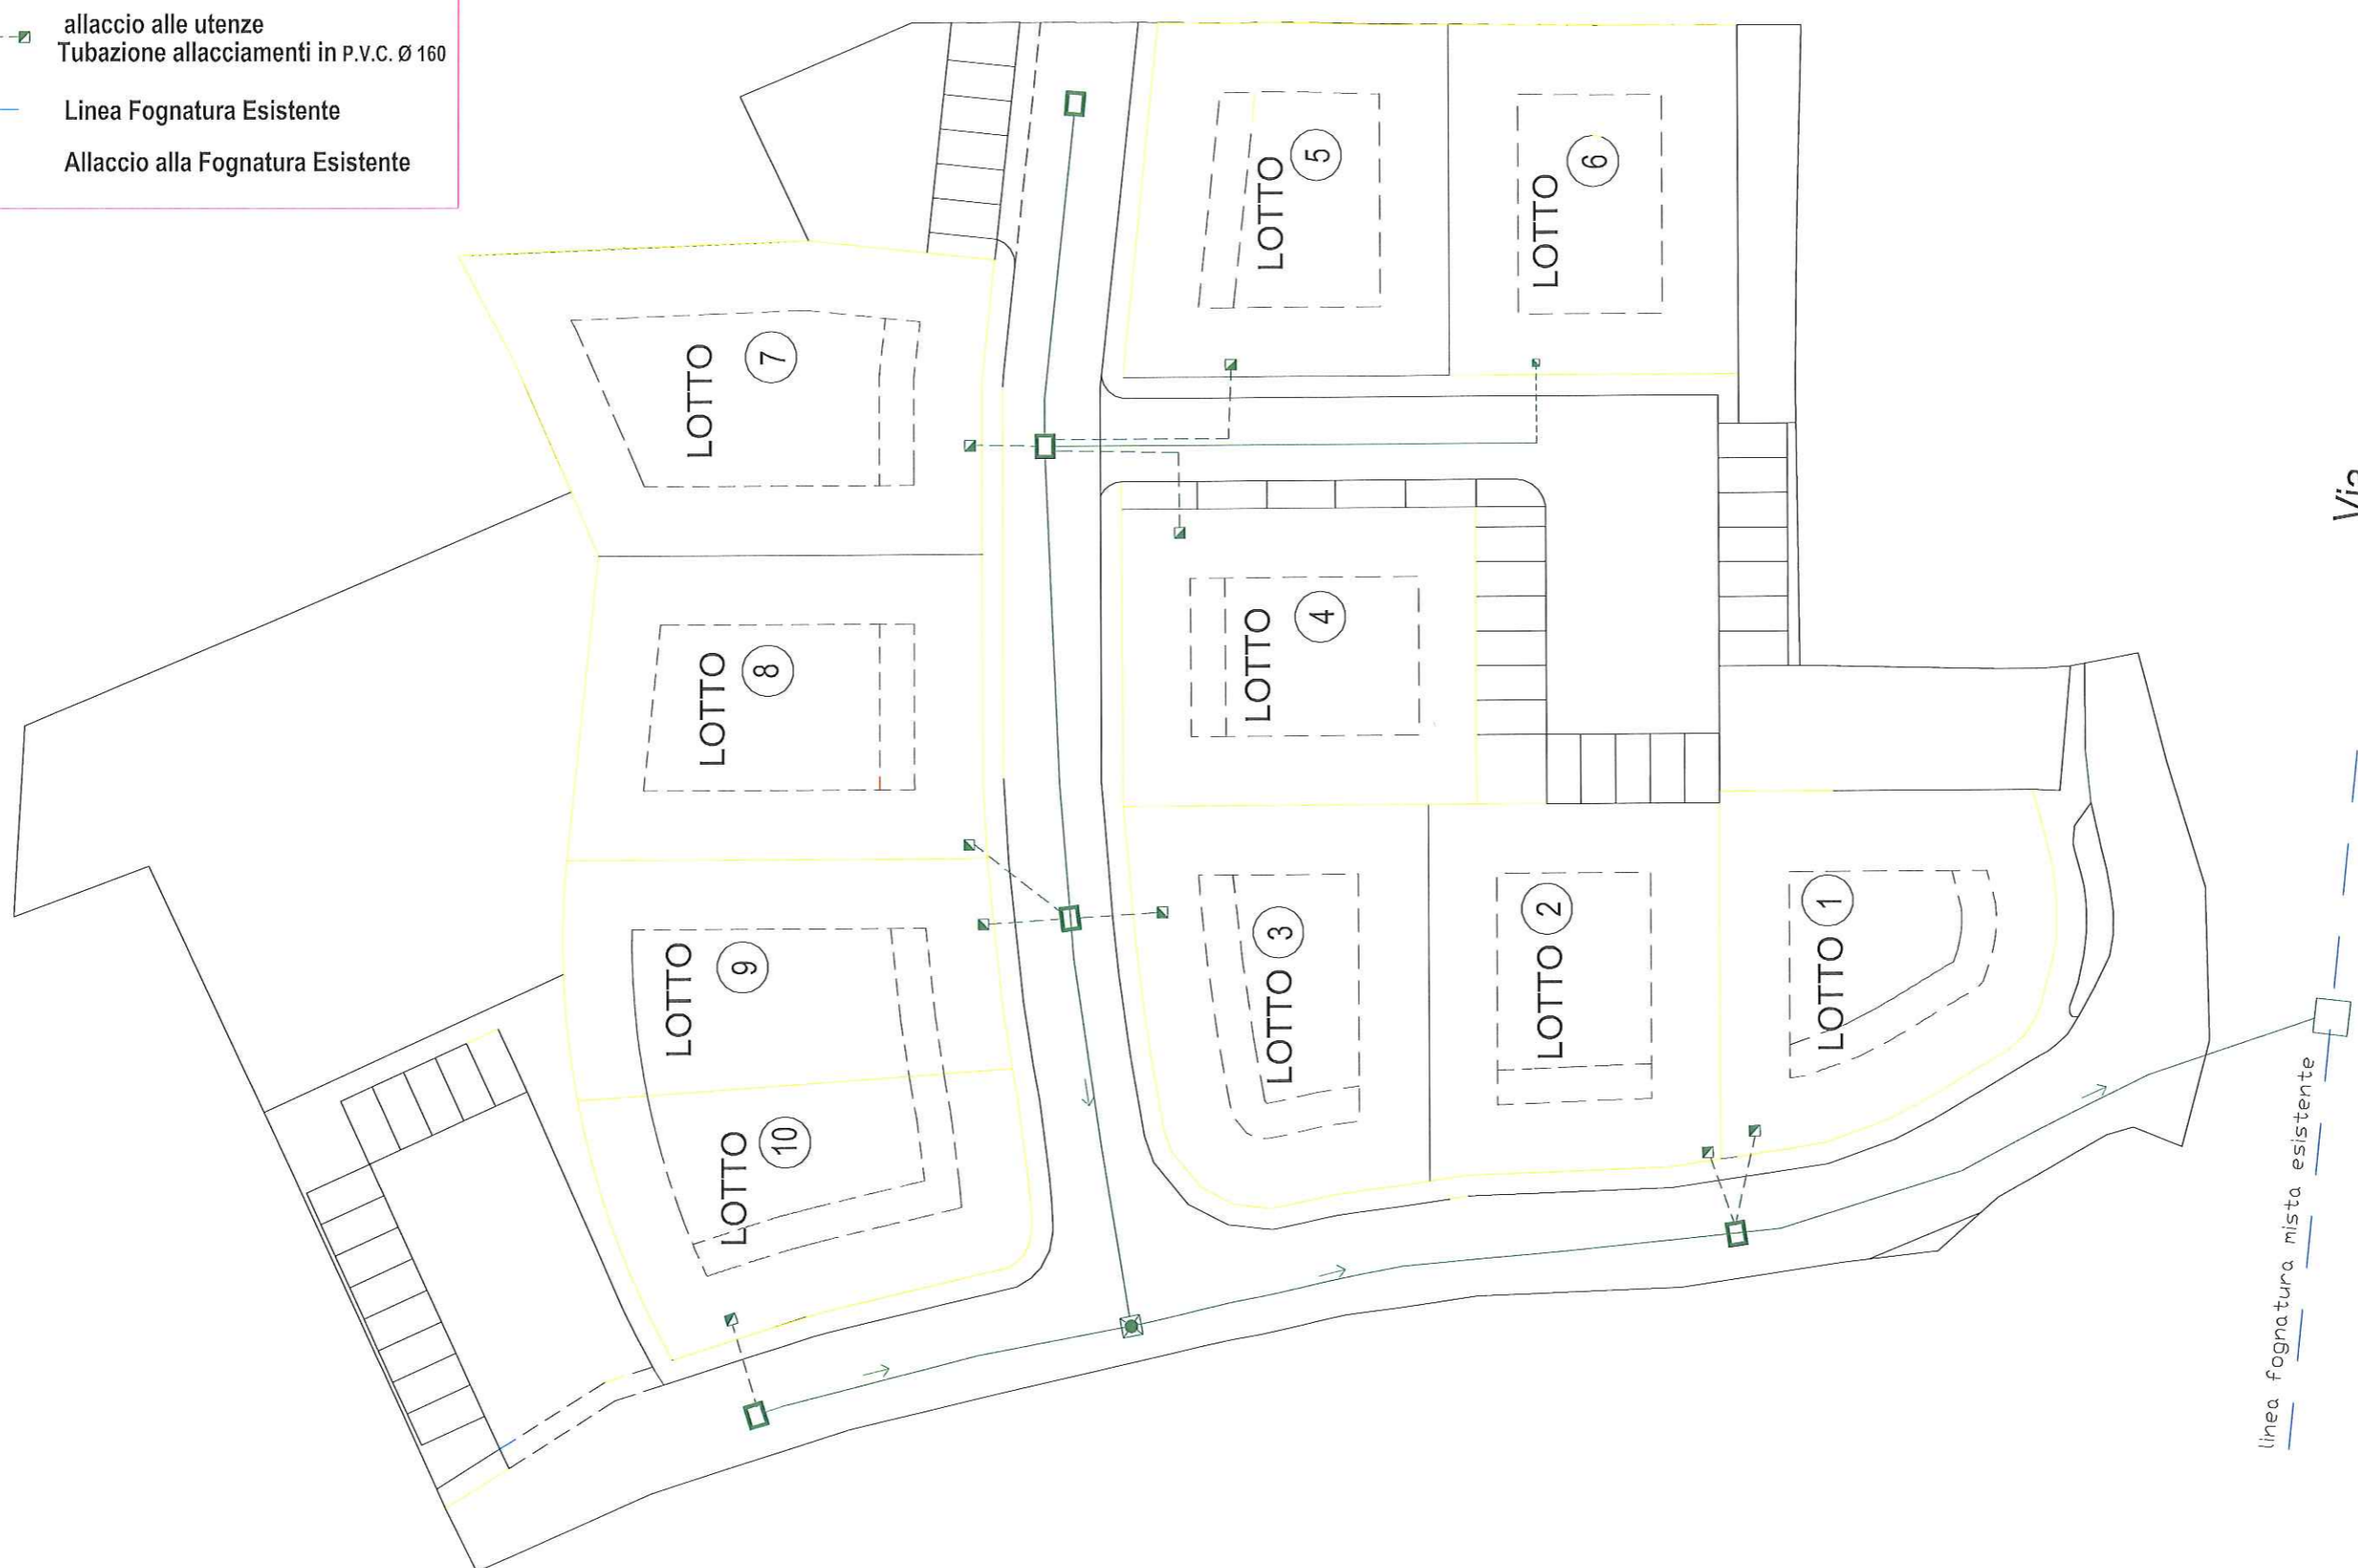 allaccio alle utenze
Tubazione allacciamenti in P.V.C. Ø 160
Linea Fognatura Esistente
Allaccio alla Fognatura Esistente
LOTTO 5
LOTTO 6
LOTTO 7
LOTTO 4
LOTTO 8
LOTTO 3
LOTTO 2
LOTTO 1
LOTTO 9
LOTTO 10
Via
linea fognatura mista esistente